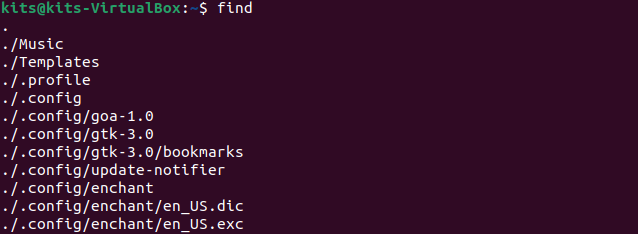 kits@kits-VirtualBox:~$ find
.
./Music
./Templates
./.profile
./.config
./.config/goa-1.0
./.config/gtk-3.0
./.config/gtk-3.0/bookmarks
./.config/update-notifier
./.config/enchant
./.config/enchant/en_US.dic
./.config/enchant/en_US.exc